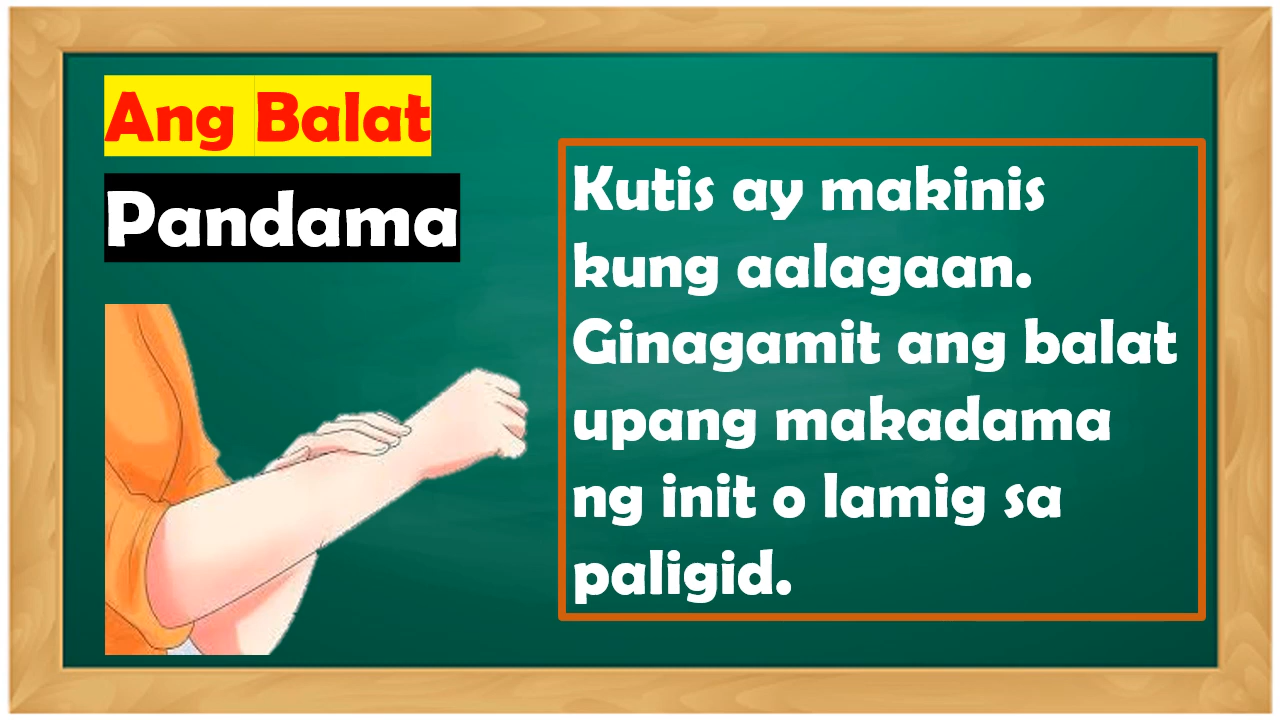 Ang Balat
Pandama
Kutis ay makinis
kung aalagaan.
Ginagamit ang balat
upang makadama
ng init o lamig sa
paligid.